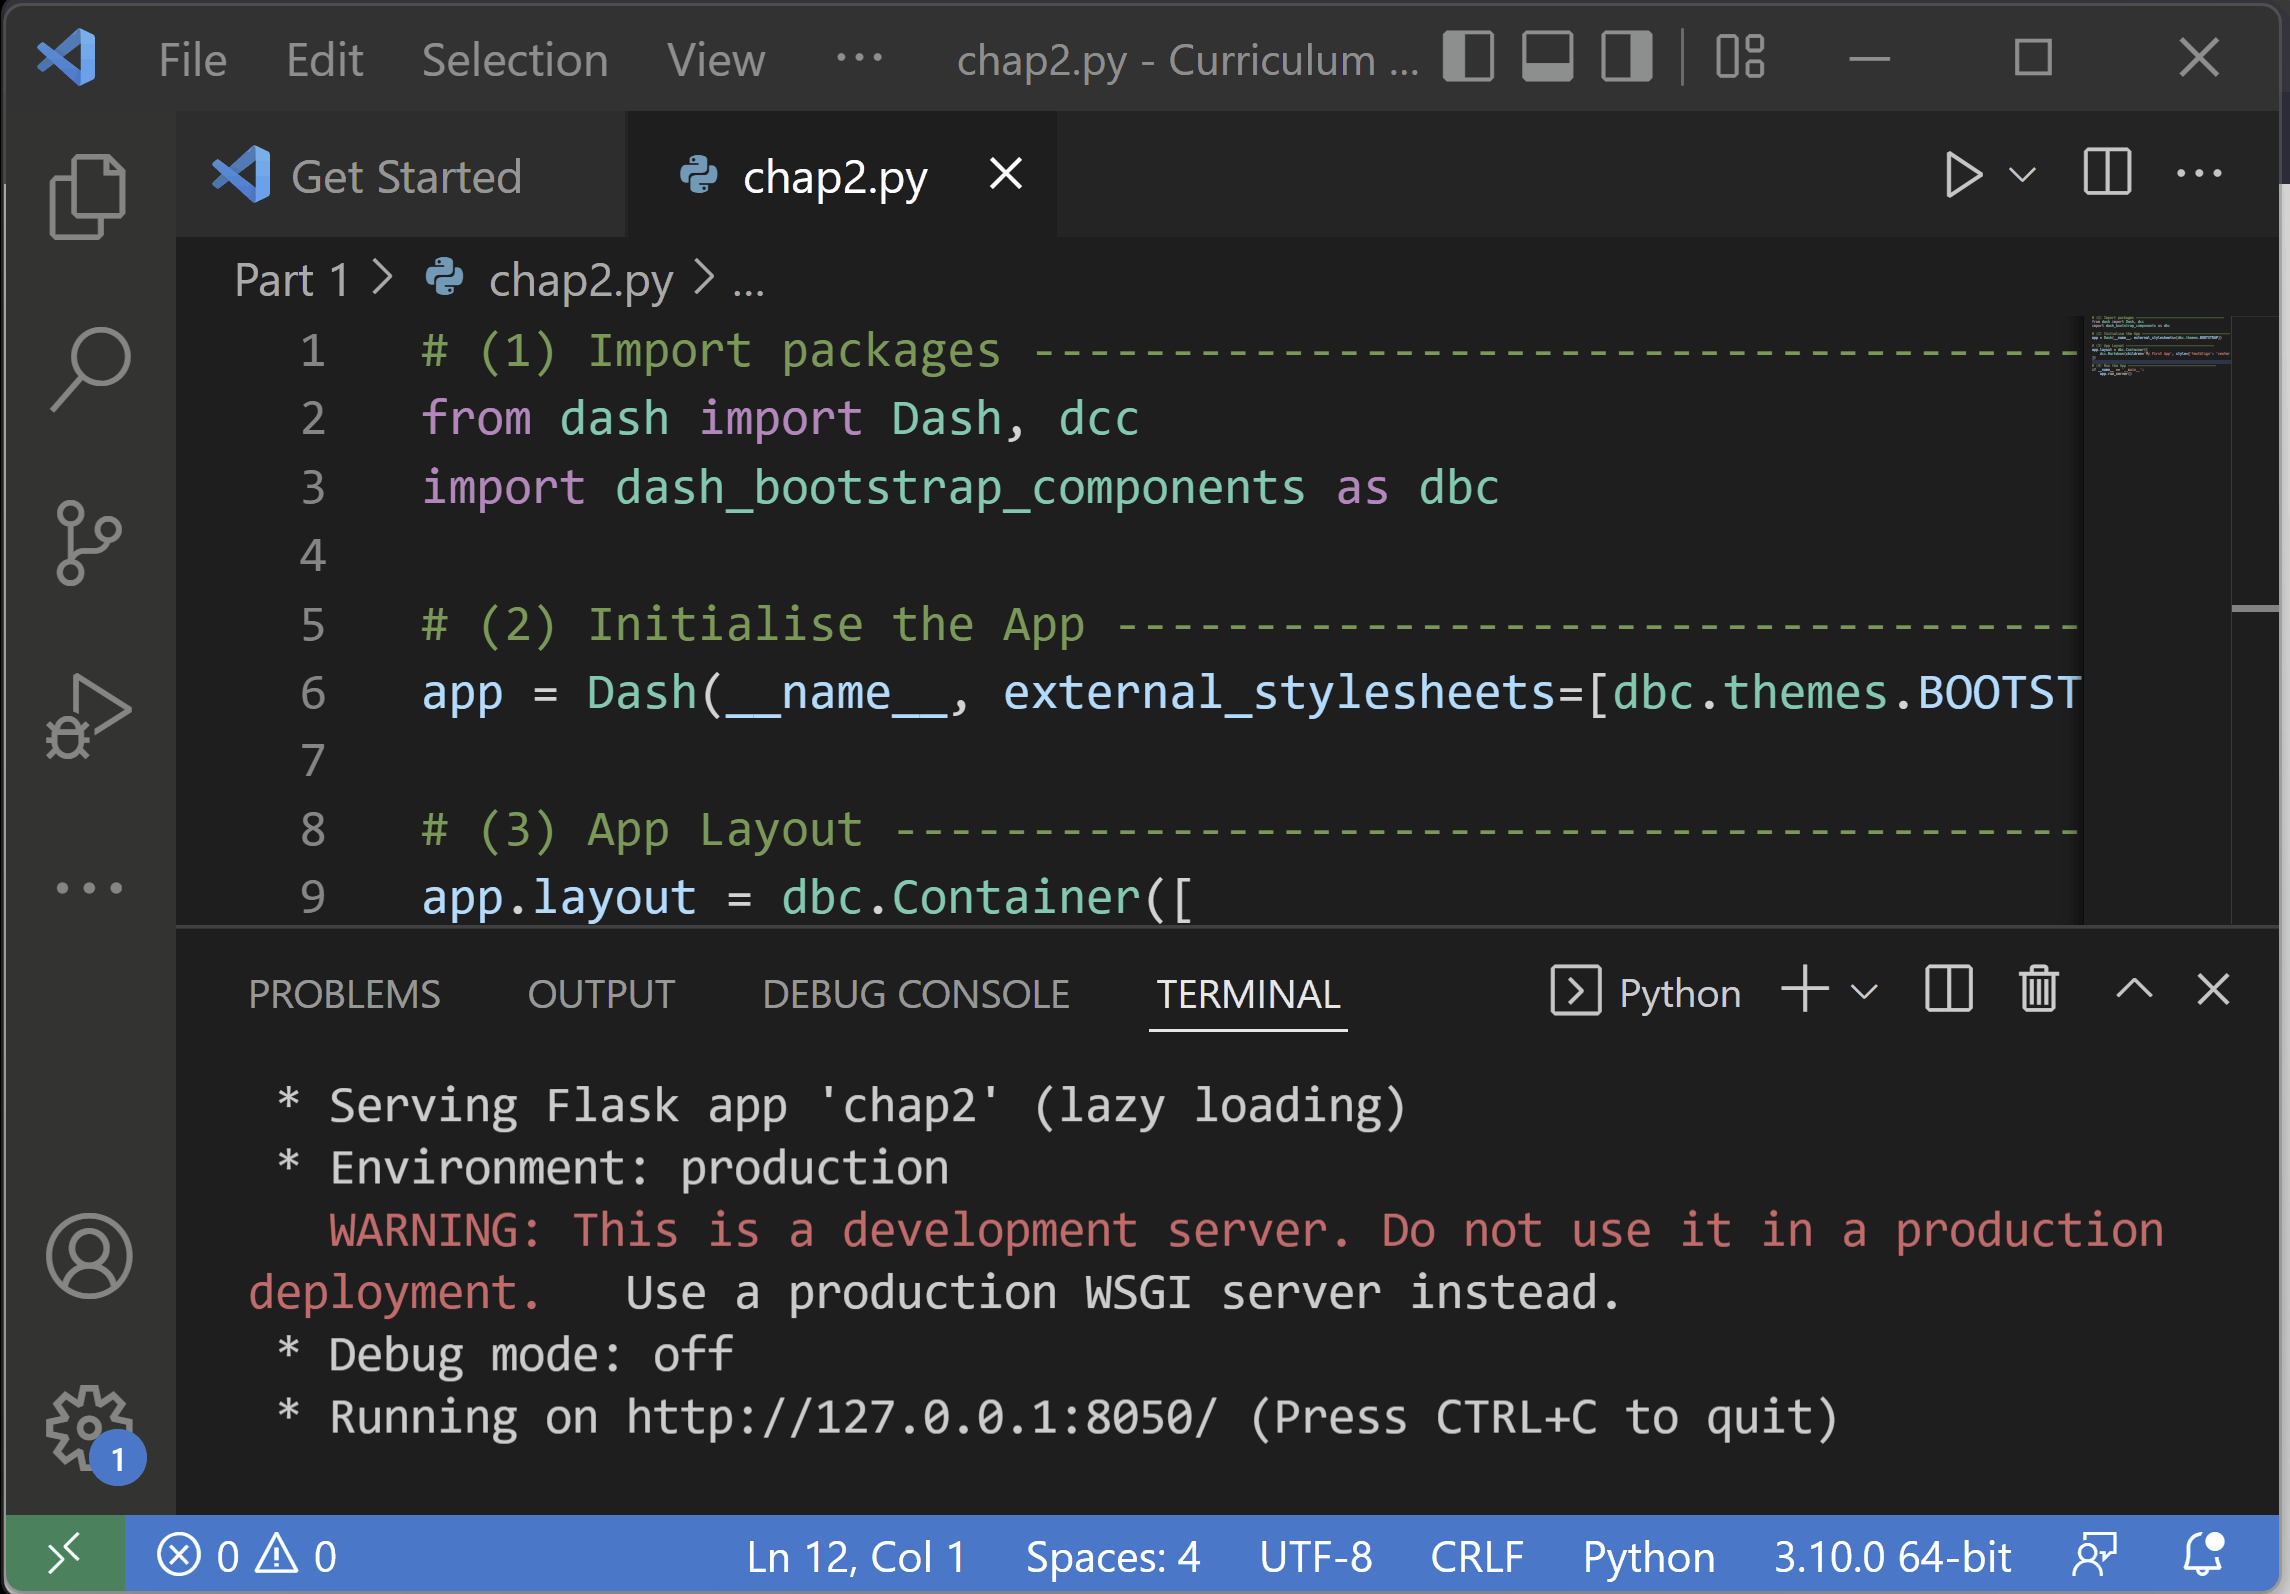 File Edit Selection View ··· chap2.py - Curriculum ...
Get Started chap2.py
Part 1 > chap2.py > ...
1 # (1) Import packages --------------------------------------
2 from dash import Dash, dcc
3 import dash_bootstrap_components as dbc
4
5 # (2) Initialise the App -----------------------------------
6 app = Dash(__name__, external_stylesheets=[dbc.themes.BOOTST
7
8 # (3) App Layout -------------------------------------------
9 app.layout = dbc.Container([
PROBLEMS OUTPUT DEBUG CONSOLE TERMINAL Python
* Serving Flask app 'chap2' (lazy loading)
* Environment: production
WARNING: This is a development server. Do not use it in a production
deployment. Use a production WSGI server instead.
* Debug mode: off
* Running on http://127.0.0.1:8050/ (Press CTRL+C to quit)
1
0 0 Ln 12, Col 1 Spaces: 4 UTF-8 CRLF Python 3.10.0 64-bit